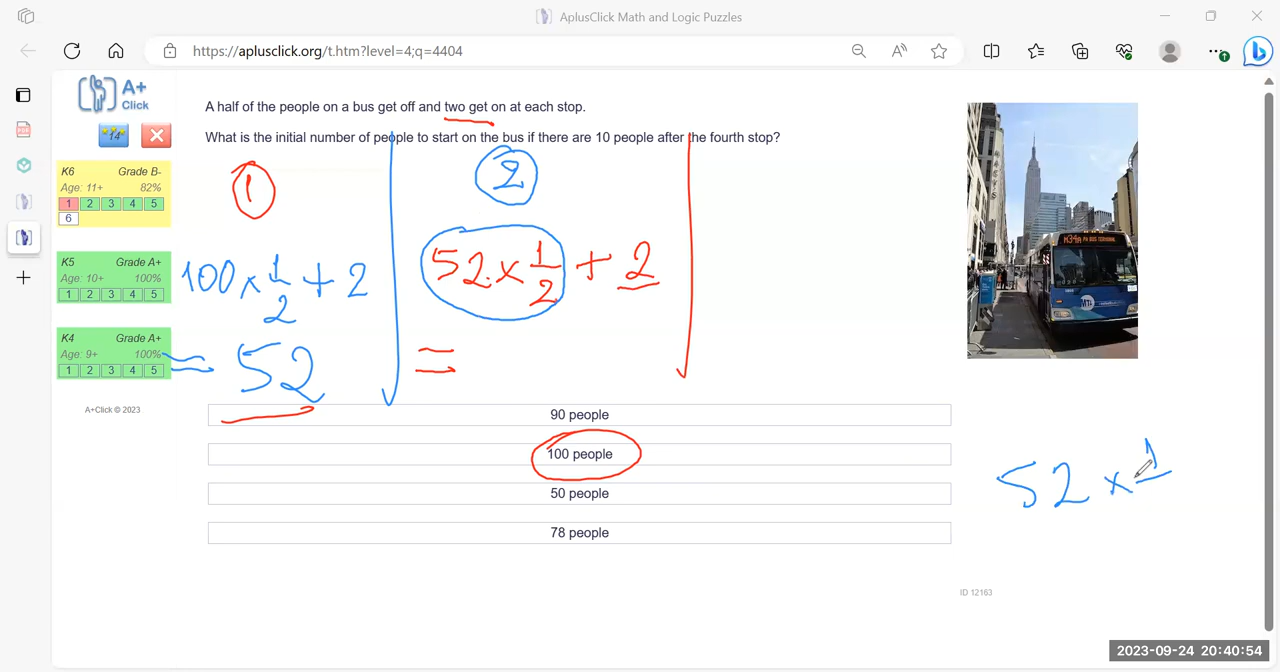 AplusClick Math and Logic Puzzles
https://aplusclick.org/t.htm?level=4;q=4404
A+
Click
A half of the people on a bus get off and two get on at each stop.
What is the initial number of people to start on the bus if there are 10 people after the fourth stop?
14
K6 Grade B-
Age: 11+ 82%
1 2 3 4 5
6
K5 Grade A+
Age: 10+ 100%
1 2 3 4 5
K4 Grade A+
Age: 9+ 100%
1 2 3 4 5
A+Click © 2023
1
100 x 1/2 + 2
= 52
2
52 x 1/2 + 2
=
90 people
100 people
50 people
78 people
52 x 1
ID 12163
2023-09-24 20:40:54